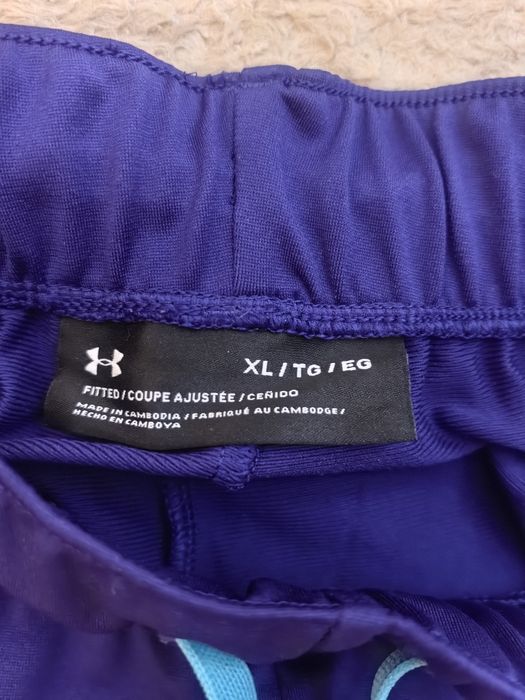 XL / TG / EG
FITTED / COUPE AJUSTÉE / CEÑIDO
MADE IN CAMBODIA / FABRIQUÉ AU CAMBODGE /
HECHO EN CAMBOYA